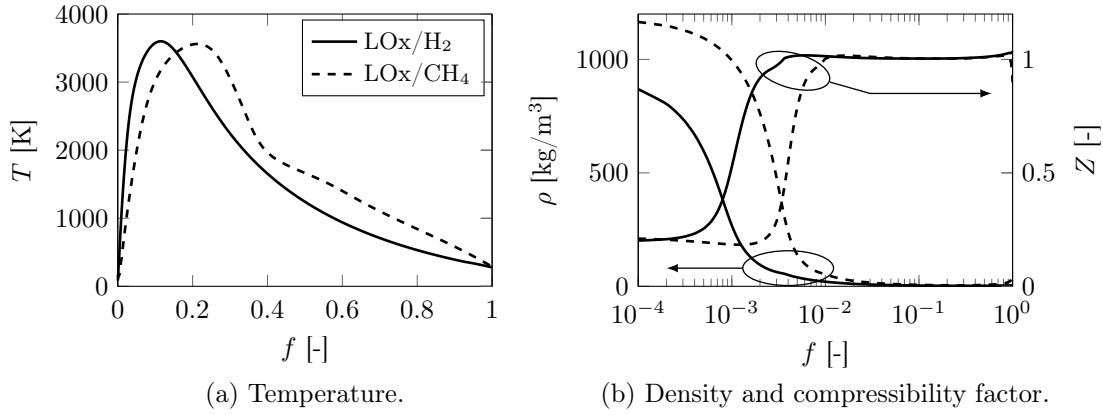 4000
3000
2000
1000
0
T [K]
0 0.2 0.4 0.6 0.8 1
f [-]
LOx/H₂
LOx/CH₄
(a) Temperature.
1000
500
0
ρ [kg/m³]
1
0.5
0
Z [-]
10⁻⁴ 10⁻³ 10⁻² 10⁻¹ 10⁰
f [-]
(b) Density and compressibility factor.